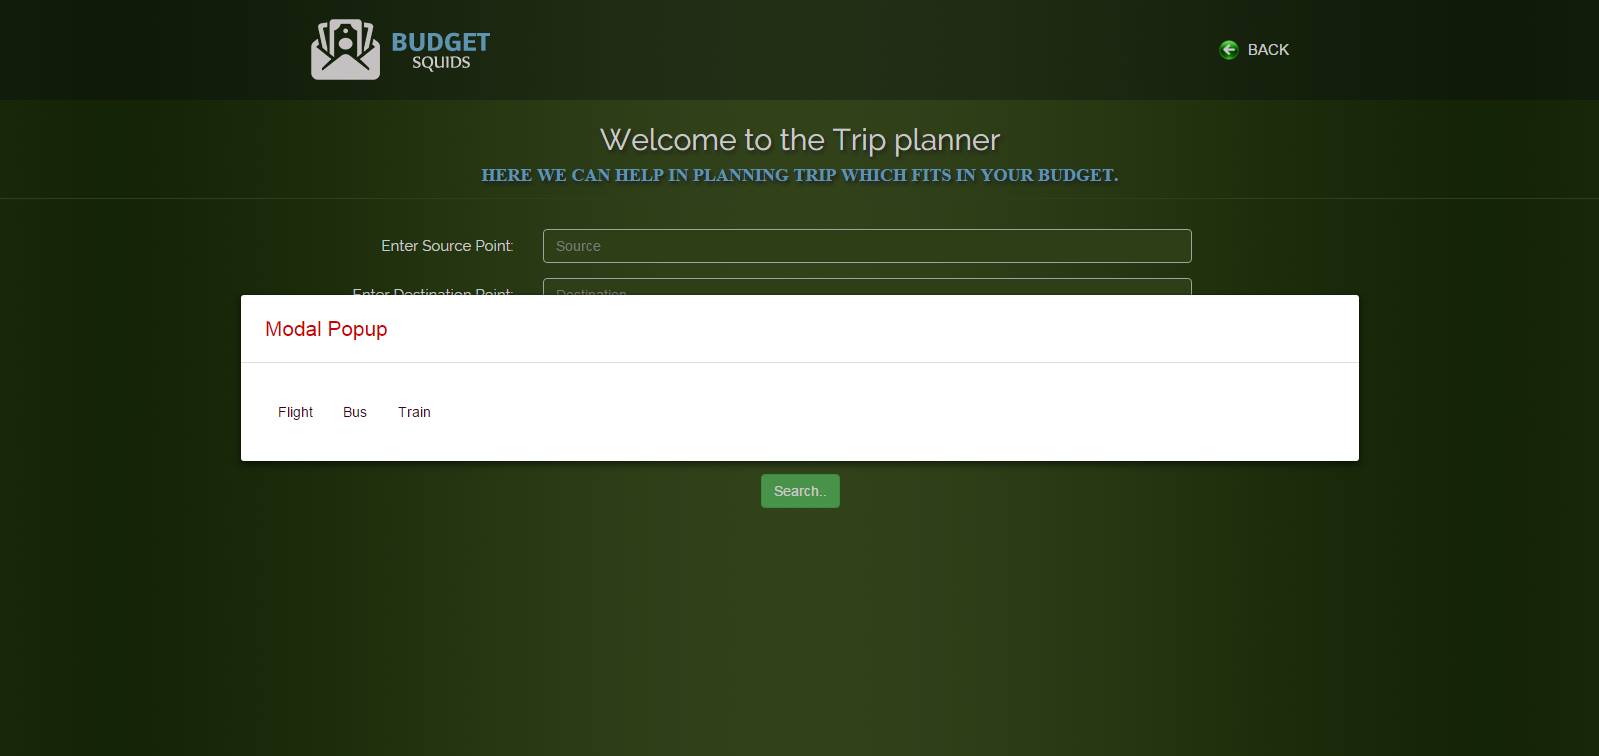 BUDGET
SQUIDS
BACK
Welcome to the Trip planner
HERE WE CAN HELP IN PLANNING TRIP WHICH FITS IN YOUR BUDGET.
Enter Source Point: Source
Enter Destination Point: Destination
Modal Popup
Flight Bus Train
Search..